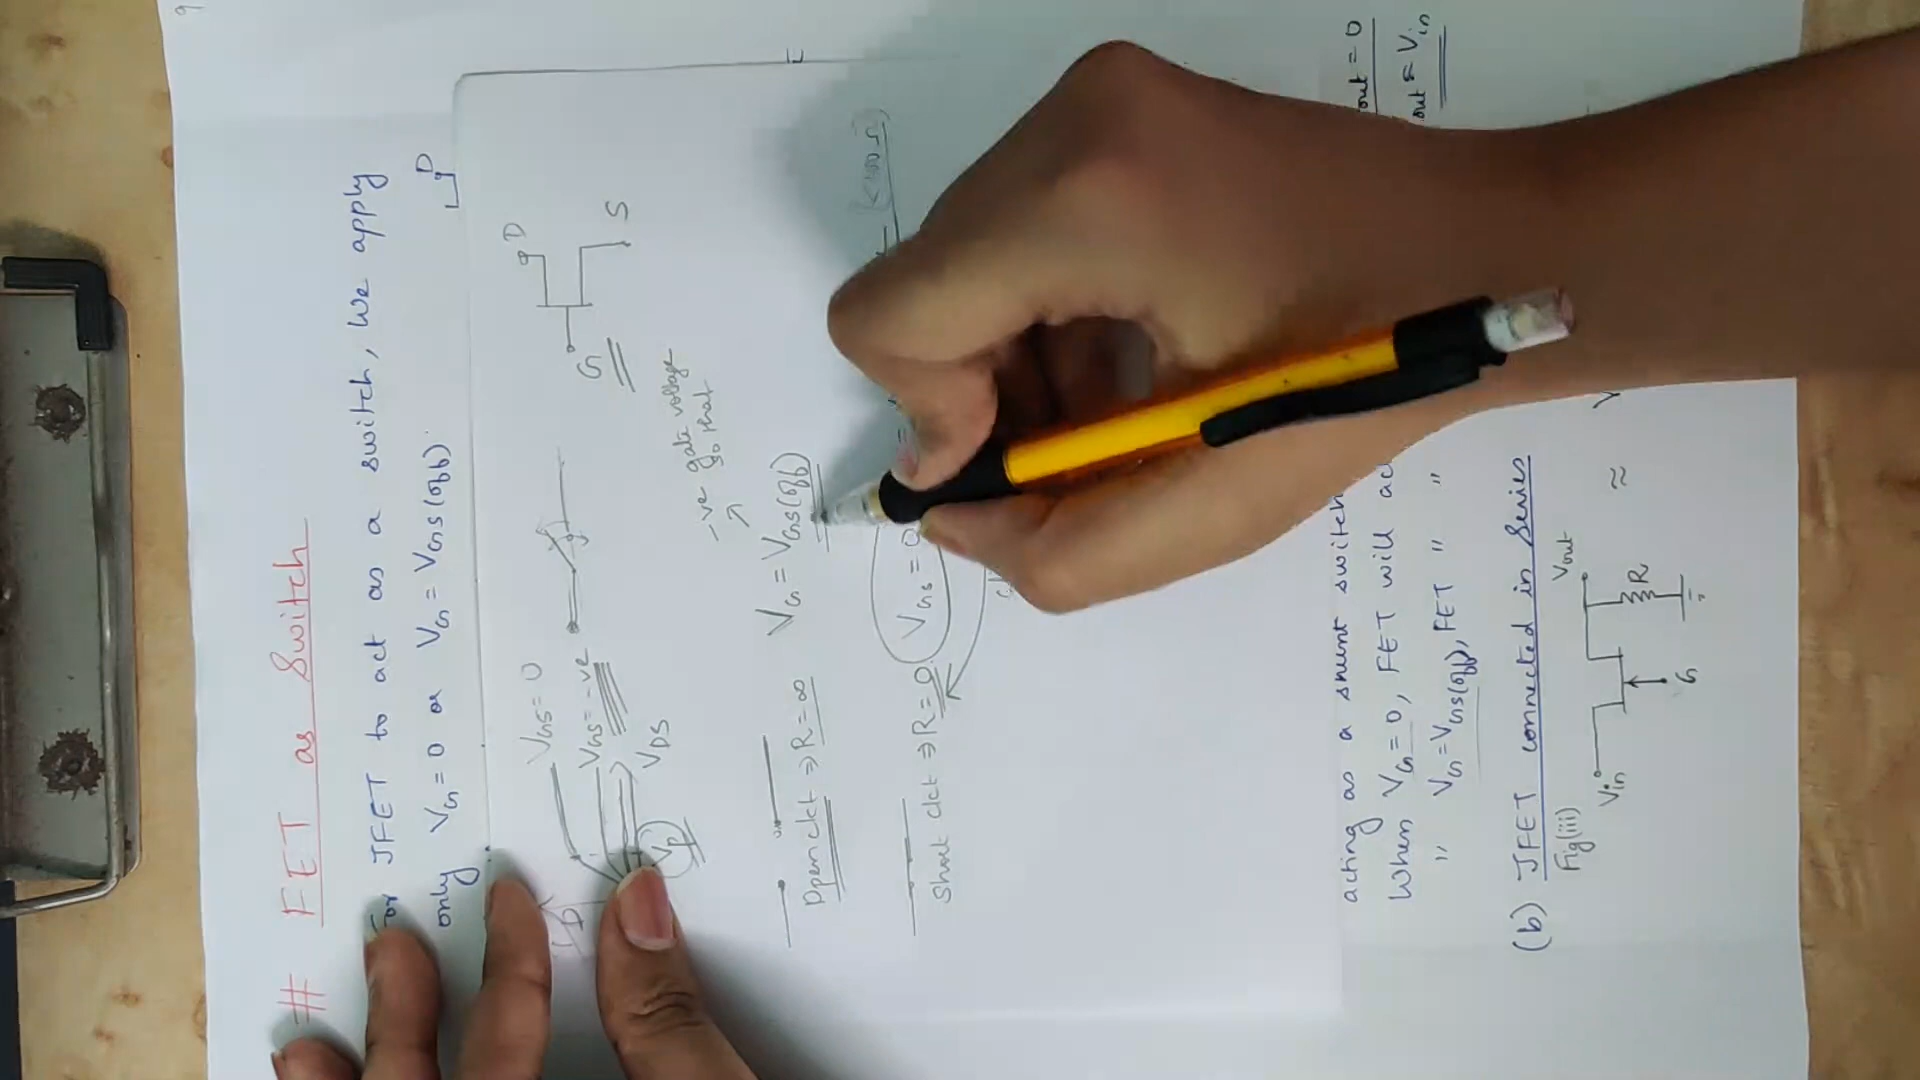 # FET as Switch
For JFET to act as a switch, We apply
only VG = 0 or VG = VGS(off).
D
ID
VGS = 0
VGS = -ve
VDS
Vp
D
G
S
-ve gate voltage
so that
Open ckt ⇒ R = ∞ VG = VGS(off)
Short ckt ⇒ R = 0 VGS = 0
(<100Ω)
out = 0
out ≈ Vin
acting as a shunt switch
When VG = 0, FET will ac
" VG = VGS(off), FET " " "
(b) JFET connected in Series
Fig(iii)
Vin
Vout
R
G
≈
9